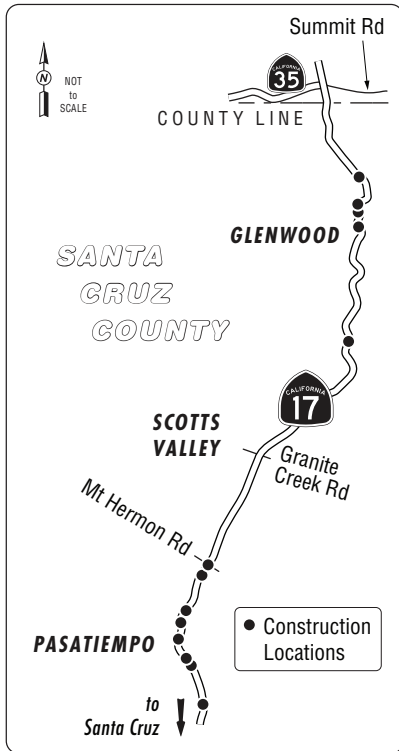 Summit Rd
N
NOT
to
SCALE
CALIFORNIA
35
COUNTY LINE
GLENWOOD
SANTA
CRUZ
COUNTY
CALIFORNIA
17
SCOTTS
VALLEY
Granite
Creek Rd
Mt Hermon Rd
Construction
Locations
PASATIEMPO
to
Santa Cruz